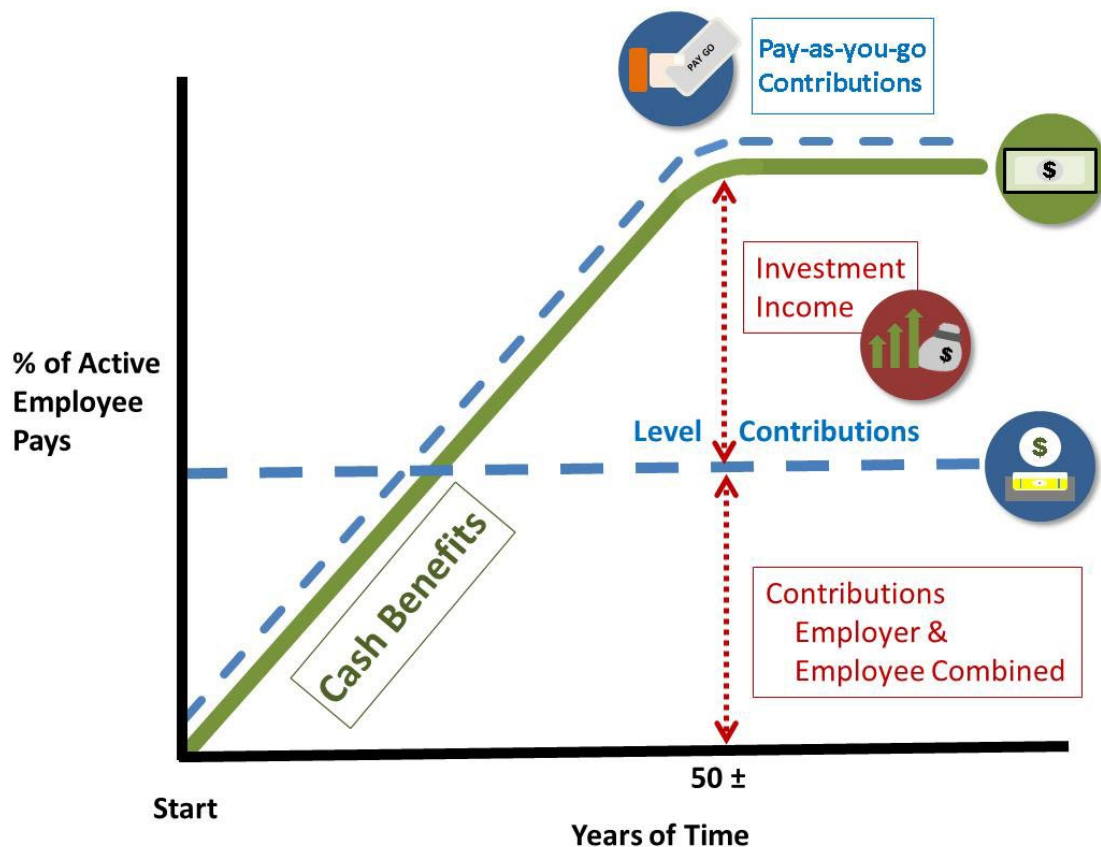 PAY GO
Pay-as-you-go
Contributions
$
Investment
Income
$
% of Active
Employee
Pays
Level Contributions
$
Cash Benefits
Contributions
Employer &
Employee Combined
50 ±
Start
Years of Time